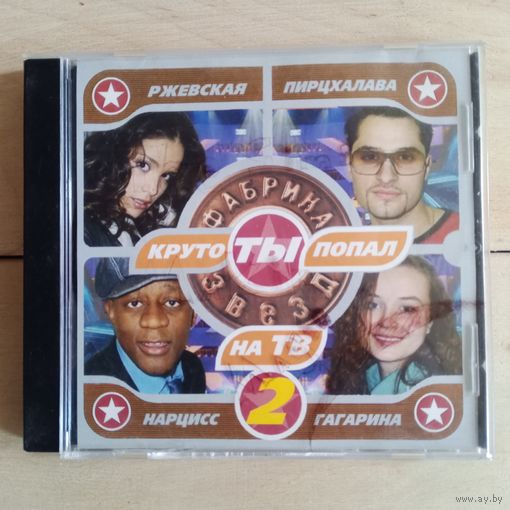 РЖЕВСКАЯ
ПИРЦХАЛАВА
ФАБРИКА
КРУТО ТЫ ПОПАЛ
ЗВЕЗД
НА ТВ
2
НАРЦИСС
ГАГАРИНА
www.ay.by